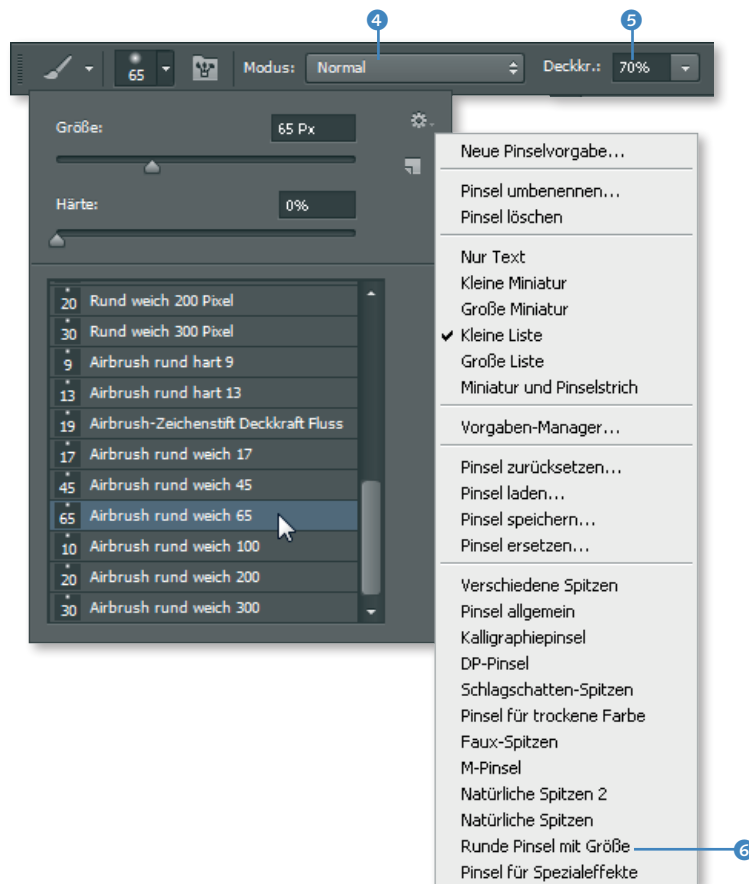 4 5
65 Modus: Normal Deckkr.: 70%
Größe: 65 Px
Härte: 0%
20 Rund weich 200 Pixel
30 Rund weich 300 Pixel
9 Airbrush rund hart 9
13 Airbrush rund hart 13
19 Airbrush-Zeichenstift Deckkraft Fluss
17 Airbrush rund weich 17
45 Airbrush rund weich 45
65 Airbrush rund weich 65
10 Airbrush rund weich 100
20 Airbrush rund weich 200
30 Airbrush rund weich 300
Neue Pinselvorgabe...
Pinsel umbenennen...
Pinsel löschen
Nur Text
Kleine Miniatur
Große Miniatur
Kleine Liste
Große Liste
Miniatur und Pinselstrich
Vorgaben-Manager...
Pinsel zurücksetzen...
Pinsel laden...
Pinsel speichern...
Pinsel ersetzen...
Verschiedene Spitzen
Pinsel allgemein
Kalligraphiepinsel
DP-Pinsel
Schlagschatten-Spitzen
Pinsel für trockene Farbe
Faux-Spitzen
M-Pinsel
Natürliche Spitzen 2
Natürliche Spitzen
Runde Pinsel mit Größe 6
Pinsel für Spezialeffekte